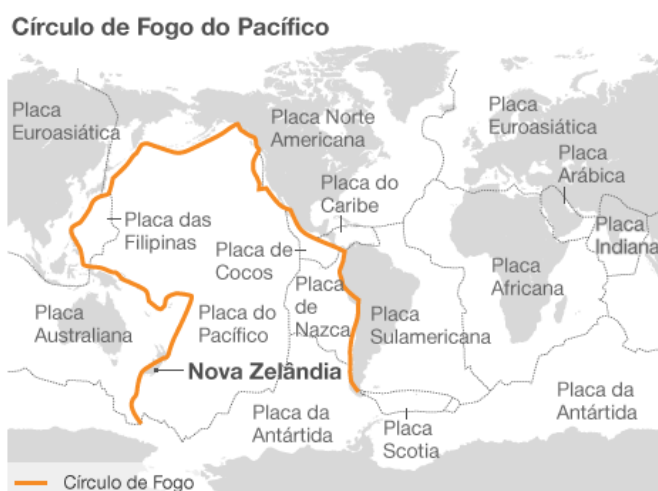 Círculo de Fogo do Pacífico
Placa
Euroasiática
Placa Norte
Americana
Placa
Euroasiática
Placa
Arábica
Placa do
Caribe
Placa das
Filipinas
Placa
Indiana
Placa de
Cocos
Placa
Africana
Placa
de
Nazca
Placa
Australiana
Placa do
Pacífico
Placa
Sulamericana
Nova Zelândia
Placa da
Antártida
Placa da
Antártida
Placa
Scotia
Círculo de Fogo